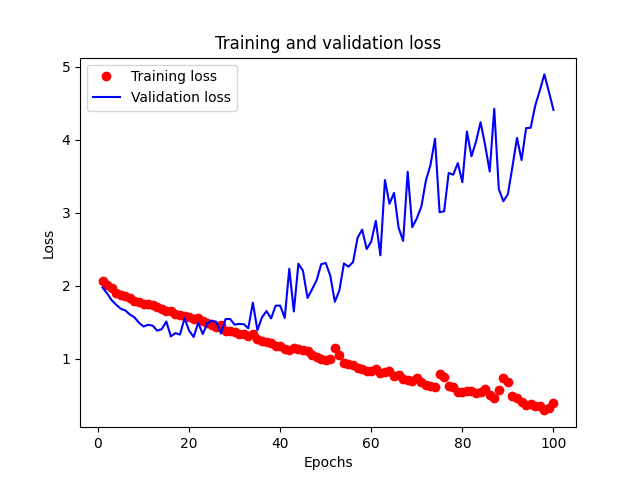 Training and validation loss
Training loss
Validation loss
5
4
3
2
1
Loss
0
20
40
60
80
100
Epochs